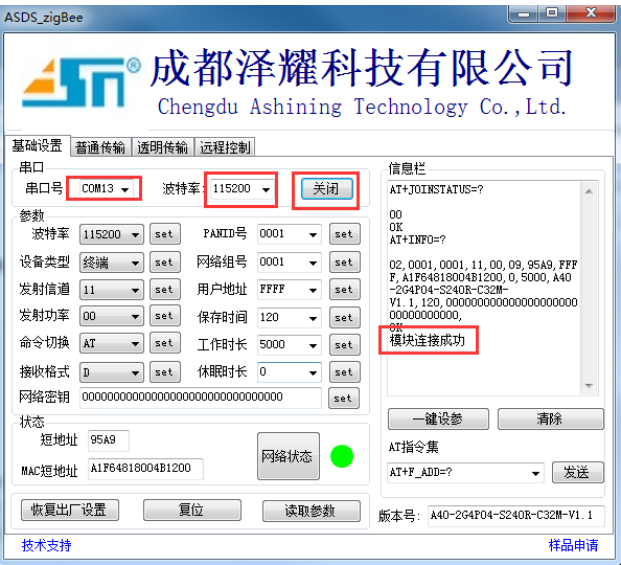 ASDS_zigBee
成都泽耀科技有限公司
Chengdu Ashining Technology Co.,Ltd.
基础设置 普通传输 透明传输 远程控制
串口
串口号 COM13 波特率: 115200 关闭
参数
波特率 115200 set PANID号 0001 set
设备类型 终端 set 网络组号 0001 set
发射信道 11 set 用户地址 FFFF set
发射功率 00 set 保存时间 120 set
命令切换 AT set 工作时长 5000 set
接收格式 D set 休眠时长 0 set
网络密钥 00000000000000000000000000000000 set
状态
短地址 95A9
MAC短地址 A1F64818004B1200
网络状态
恢复出厂设置 复位 读取参数
技术支持
信息栏
AT+JOINSTATUS=?
00
OK
AT+INFO=?
02,0001,0001,11,00,09,95A9,FFF
F,A1F64818004B1200,0,5000,A40
-2G4P04-S240R-C32M-
V1.1,120,000000000000000000000
00000000000,
OK
模块连接成功
一键设参 清除
AT指令集
AT+F_ADD=? 发送
版本号: A40-2G4P04-S240R-C32M-V1.1
样品申请